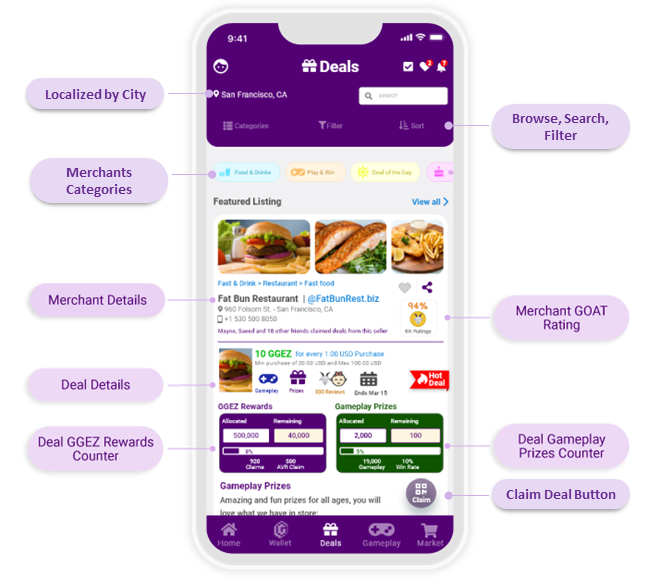 9:41
Deals
2
7
Localized by City
San Francisco, CA
search
Categories
Filter
Sort
Browse, Search,
Filter
Merchants
Categories
Food & Drinks
Play & Win
Deal of the Day
Featured Listing
View all
Fast & Drink > Restaurant > Fast food
Merchant Details
Fat Bun Restaurant | @FatBunRest.biz
960 Folsom St. - San Francisco, CA
+1 530 500 8050
Mayne, Saeed and 10 other friends claimed deals from this seller
94%
6K Ratings
Merchant GOAT
Rating
10 GGEZ for every 1.00 USD Purchase
Min purchase of 20.00 USD and Max 100.00 USD
Deal Details
Gameplay
Prizes
800 Reviews
Ends Mar 15
Hot
Deal
GGEZ Rewards
Gameplay Prizes
Allocated
Remaining
500,000
40,000
8%
928
Claims
500
AVR Claim
Allocated
Remaining
2,000
100
5%
19,000
Gameplay
10%
Win Rate
Deal GGEZ Rewards
Counter
Deal Gameplay
Prizes Counter
Gameplay Prizes
Amazing and fun prizes for all ages, you will
love what we have in store:
Claim
Claim Deal Button
Home
Wallet
Deals
Gameplay
Market